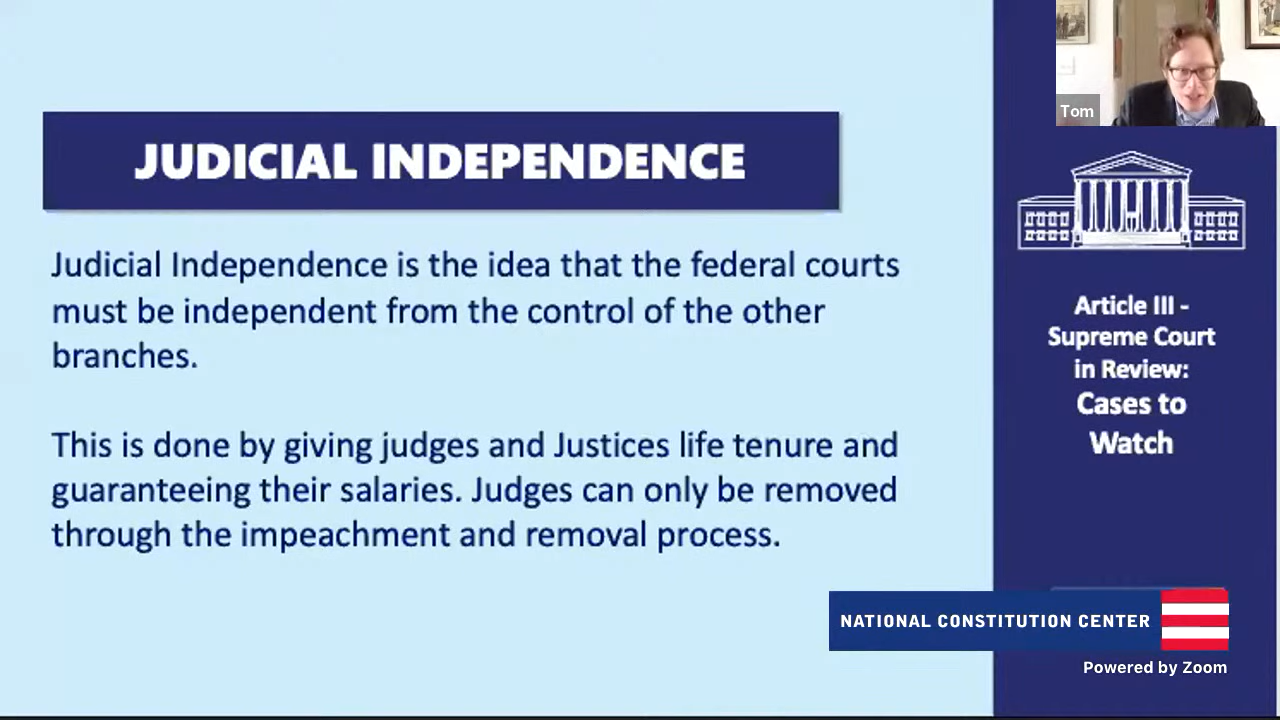 Tom
JUDICIAL INDEPENDENCE
Judicial Independence is the idea that the federal courts
must be independent from the control of the other
branches.
This is done by giving judges and Justices life tenure and
guaranteeing their salaries. Judges can only be removed
through the impeachment and removal process.
Article III -
Supreme Court
in Review:
Cases to
Watch
NATIONAL CONSTITUTION CENTER
Powered by Zoom